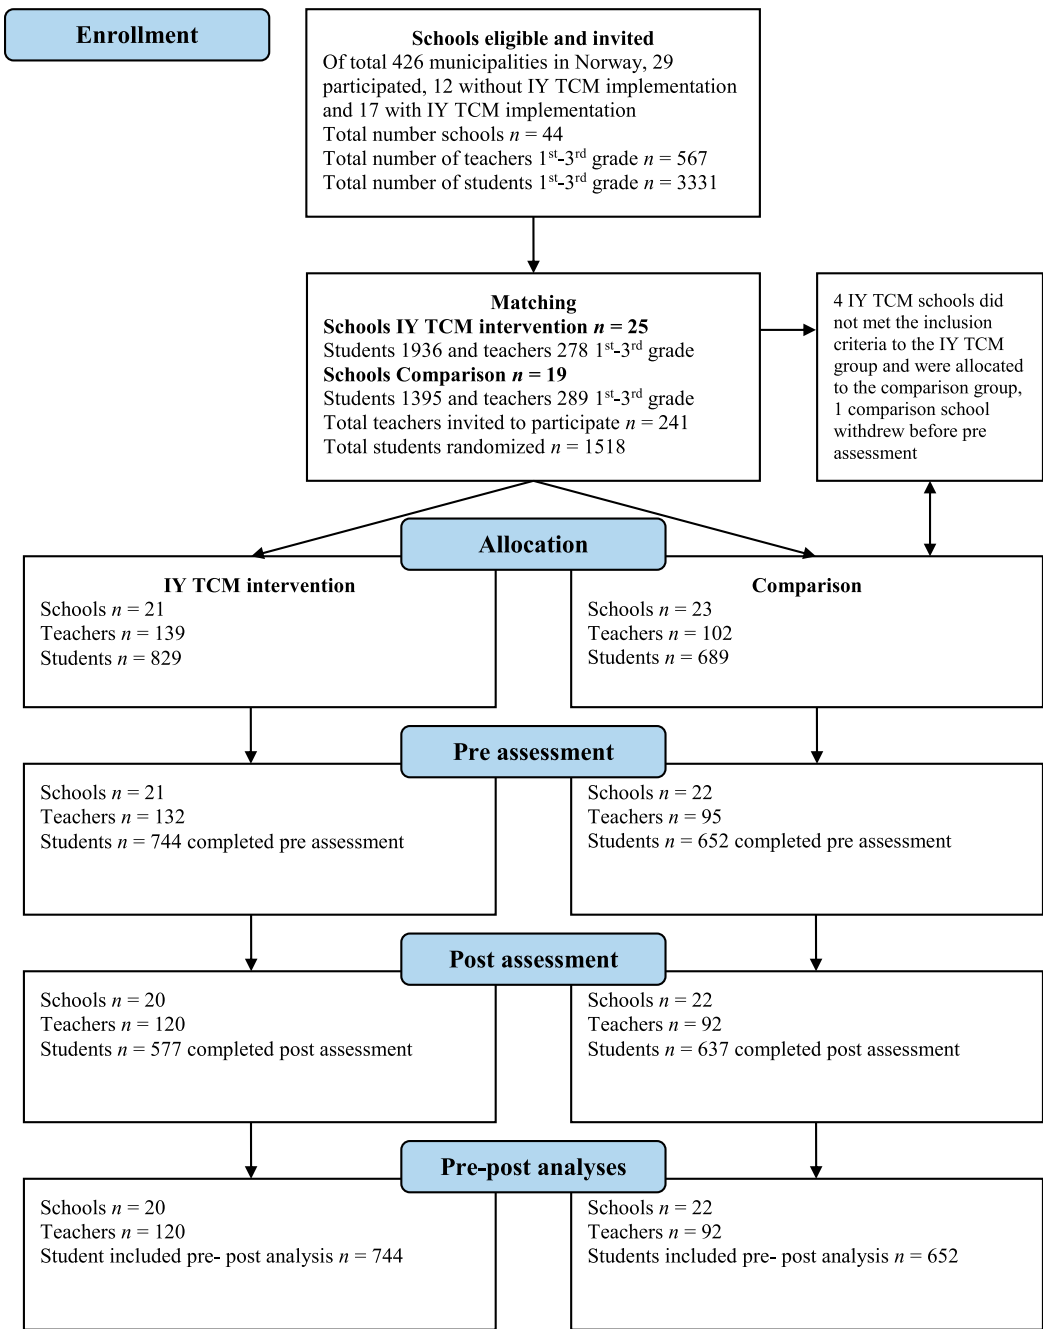 Enrollment
Schools eligible and invited
Of total 426 municipalities in Norway, 29
participated, 12 without IY TCM implementation
and 17 with IY TCM implementation
Total number schools n = 44
Total number of teachers 1st-3rd grade n = 567
Total number of students 1st-3rd grade n = 3331
Matching
Schools IY TCM intervention n = 25
Students 1936 and teachers 278 1st-3rd grade
Schools Comparison n = 19
Students 1395 and teachers 289 1st-3rd grade
Total teachers invited to participate n = 241
Total students randomized n = 1518
4 IY TCM schools did
not met the inclusion
criteria to the IY TCM
group and were allocated
to the comparison group,
1 comparison school
withdrew before pre
assessment
Allocation
IY TCM intervention
Schools n = 21
Teachers n = 139
Students n = 829
Comparison
Schools n = 23
Teachers n = 102
Students n = 689
Pre assessment
Schools n = 21
Teachers n = 132
Students n = 744 completed pre assessment
Schools n = 22
Teachers n = 95
Students n = 652 completed pre assessment
Post assessment
Schools n = 20
Teachers n = 120
Students n = 577 completed post assessment
Schools n = 22
Teachers n = 92
Students n = 637 completed post assessment
Pre-post analyses
Schools n = 20
Teachers n = 120
Student included pre- post analysis n = 744
Schools n = 22
Teachers n = 92
Students included pre- post analysis n = 652